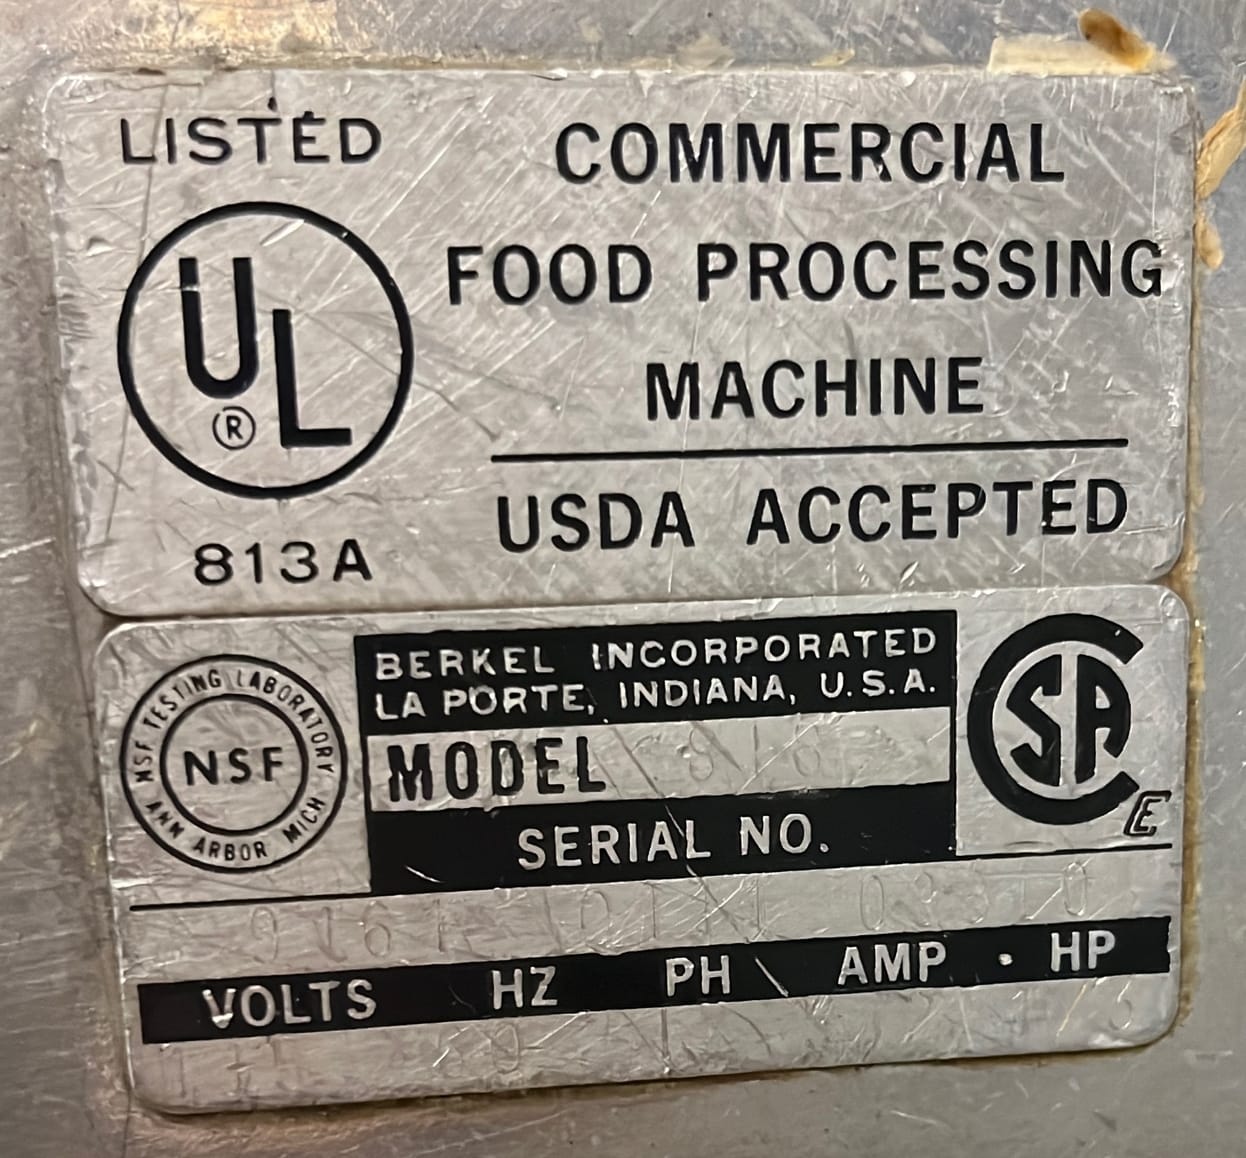 LISTED
UL
®
813A
COMMERCIAL
FOOD PROCESSING
MACHINE
USDA ACCEPTED
NSF TESTING LABORATORY
NSF
ANN ARBOR MICH
BERKEL INCORPORATED
LA PORTE, INDIANA, U.S.A.
MODEL
SERIAL NO.
CSA
E
VOLTS HZ PH AMP · HP